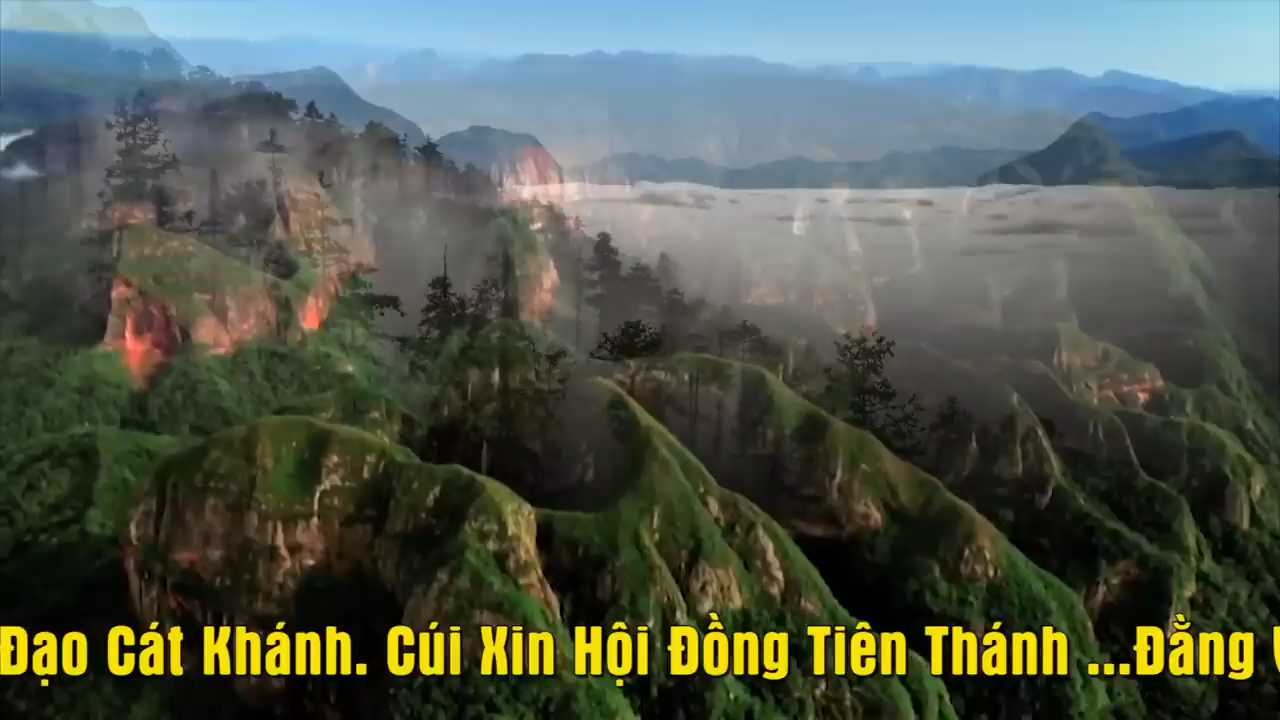 Đạo Cát Khánh. Cúi Xin Hội Đồng Tiên Thánh ...Đằng